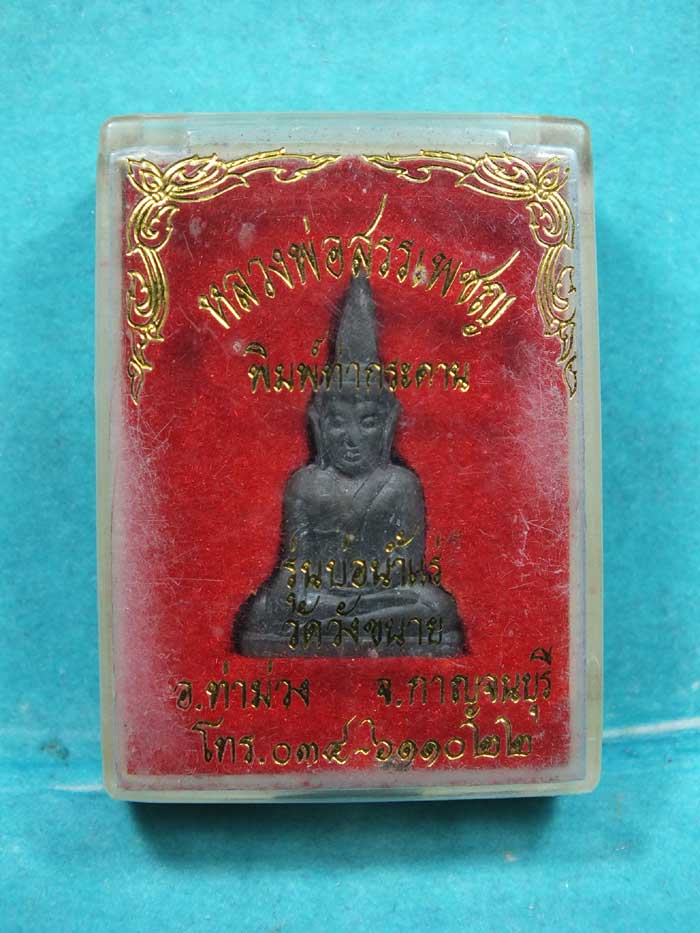 หลวงพ่อสรรเพชญ
พิมพ์ท่ากระดาน
รุ่นบ่อน้ำแร่
วัดวังขนาย
อ.ท่าม่วง จ.กาญจนบุรี
โทร.๐๓๔-๖๑๑๐๒๒